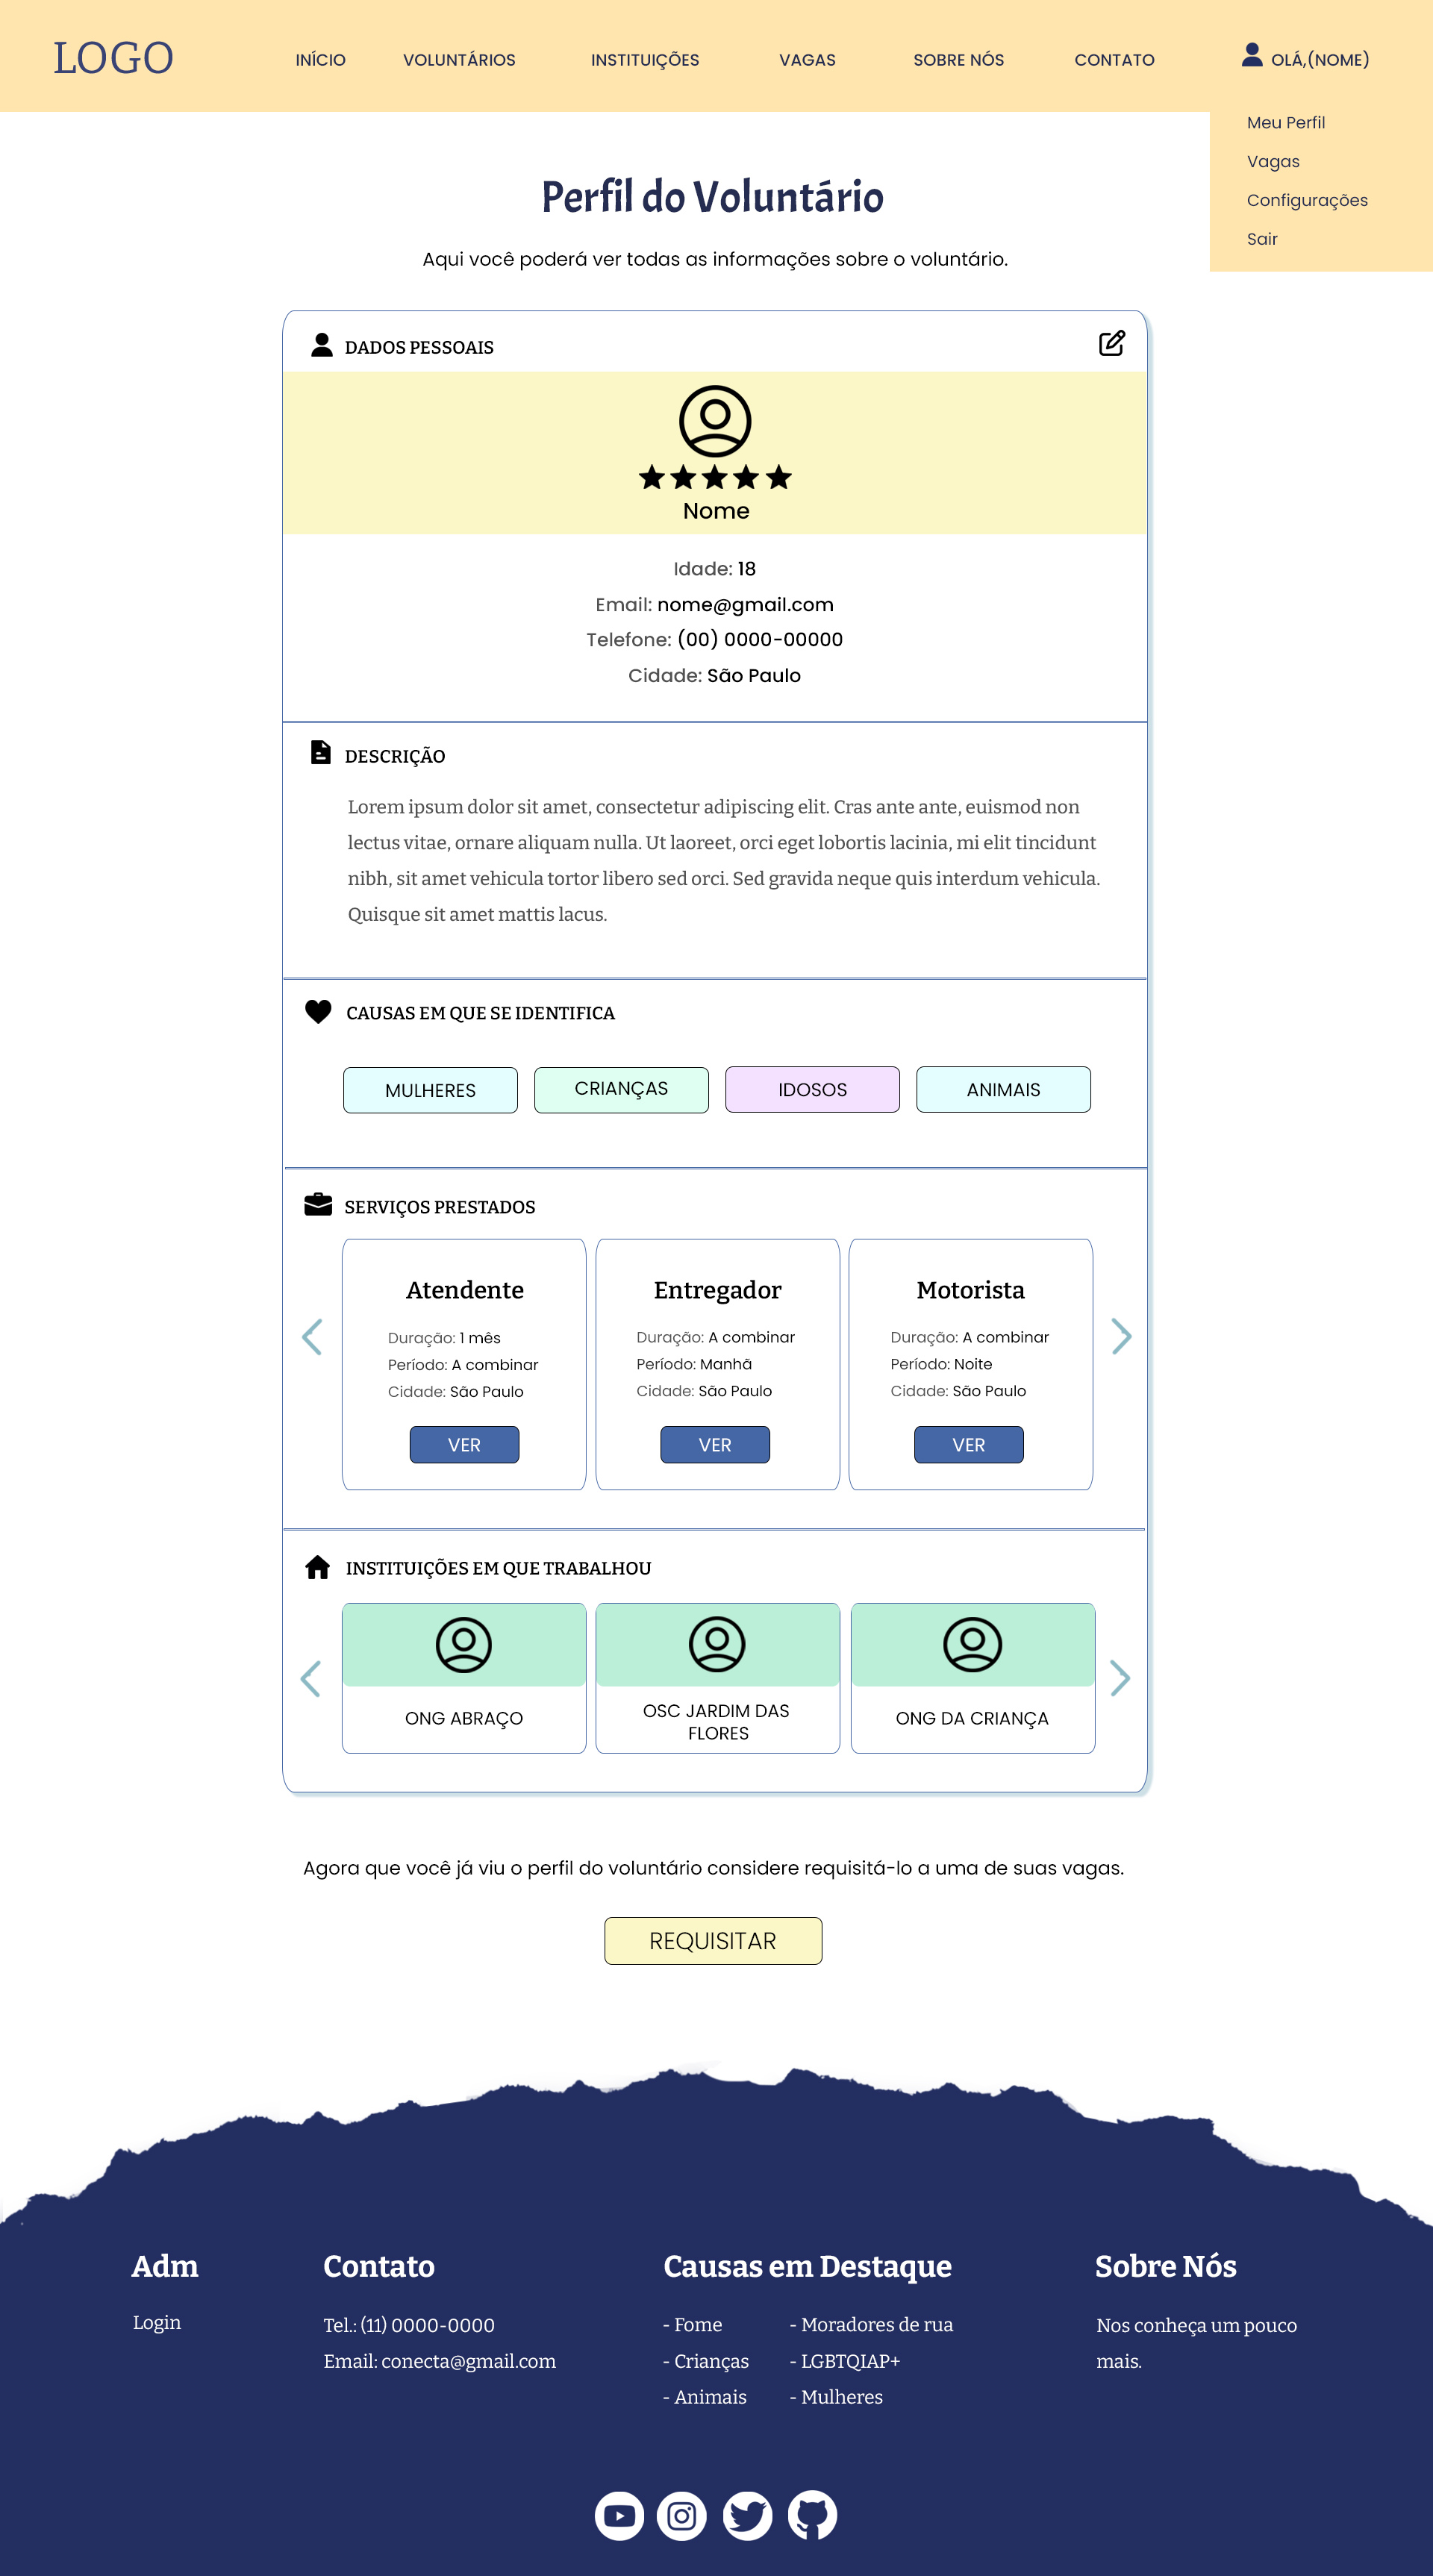 LOGO
INÍCIO
VOLUNTÁRIOS
INSTITUIÇÕES
VAGAS
SOBRE NÓS
CONTATO
OLÁ,(NOME)
Meu Perfil
Vagas
Configurações
Sair
Perfil do Voluntário
Aqui você poderá ver todas as informações sobre o voluntário.
DADOS PESSOAIS
Nome
Idade: 18
Email: nome@gmail.com
Telefone: (00) 0000-00000
Cidade: São Paulo
DESCRIÇÃO
Lorem ipsum dolor sit amet, consectetur adipiscing elit. Cras ante ante, euismod non
lectus vitae, ornare aliquam nulla. Ut laoreet, orci eget lobortis lacinia, mi elit tincidunt
nibh, sit amet vehicula tortor libero sed orci. Sed gravida neque quis interdum vehicula.
Quisque sit amet mattis lacus.
CAUSAS EM QUE SE IDENTIFICA
MULHERES
CRIANÇAS
IDOSOS
ANIMAIS
SERVIÇOS PRESTADOS
Atendente
Duração: 1 mês
Período: A combinar
Cidade: São Paulo
VER
Entregador
Duração: A combinar
Período: Manhã
Cidade: São Paulo
VER
Motorista
Duração: A combinar
Período: Noite
Cidade: São Paulo
VER
INSTITUIÇÕES EM QUE TRABALHOU
ONG ABRAÇO
OSC JARDIM DAS
FLORES
ONG DA CRIANÇA
Agora que você já viu o perfil do voluntário considere requisitá-lo a uma de suas vagas.
REQUISITAR
Adm
Login
Contato
Tel.: (11) 0000-0000
Email: conecta@gmail.com
Causas em Destaque
- Fome
- Crianças
- Animais
- Moradores de rua
- LGBTQIAP+
- Mulheres
Sobre Nós
Nos conheça um pouco
mais.